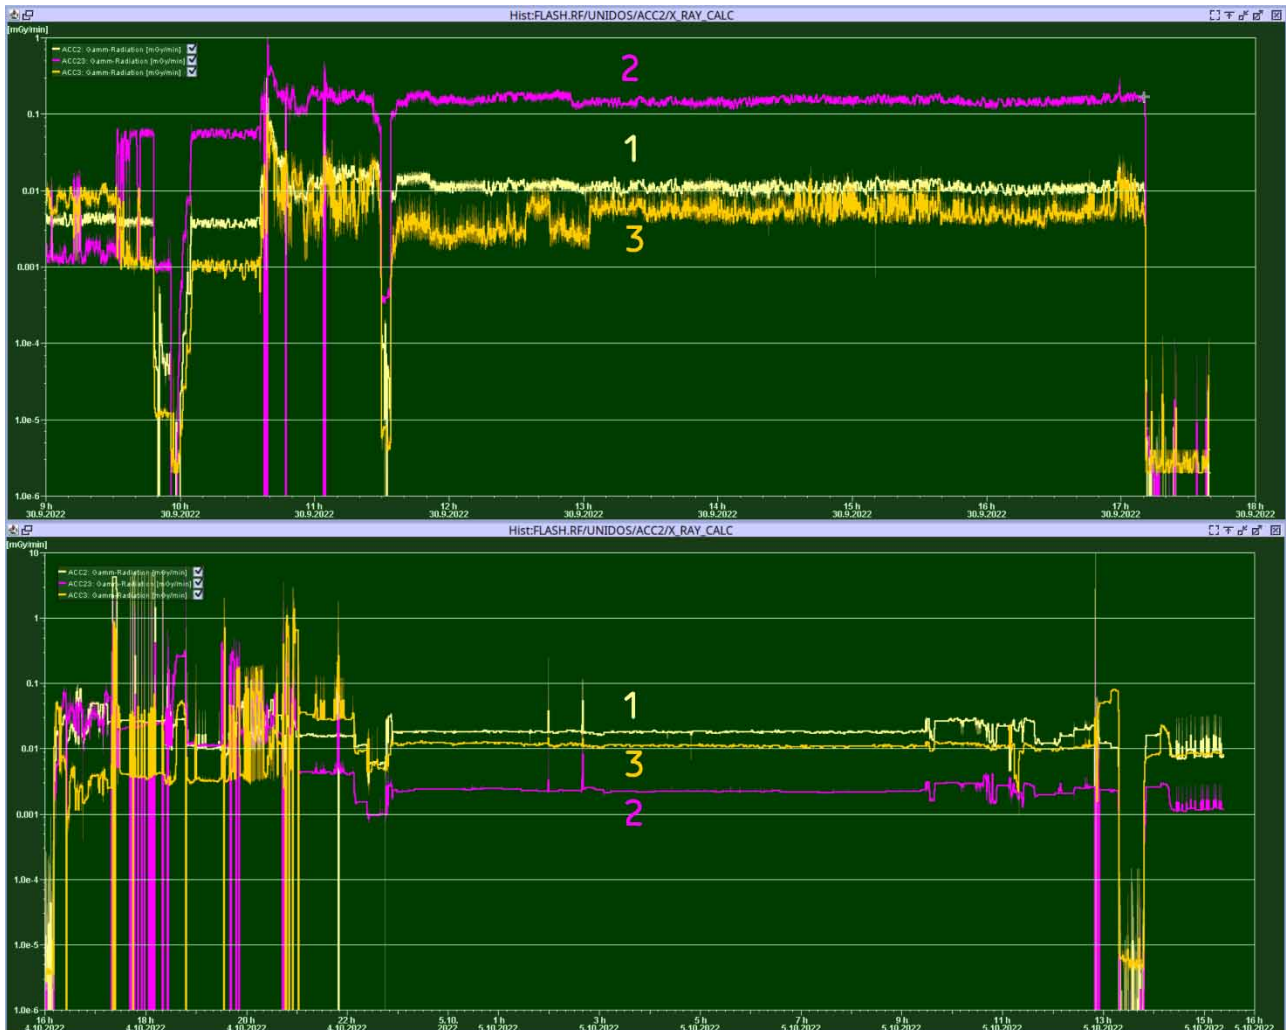 Hist:FLASH.RF/UNIDOS/ACC2/X_RAY_CALC
[mGy/min]
1
ACC2: Gamm-Radiation [mGy/min]
ACC23: Gamm-Radiation [mGy/min]
ACC3: Gamm-Radiation [mGy/min]
2
0.1
1
0.01
3
0.001
1.0e-4
1.0e-5
1.0e-6
9 h 10 h 11 h 12 h 13 h 14 h 15 h 16 h 17 h 18 h
30.9.2022 30.9.2022 30.9.2022 30.9.2022 30.9.2022 30.9.2022 30.9.2022 30.9.2022 30.9.2022 30.9.2022
Hist:FLASH.RF/UNIDOS/ACC2/X_RAY_CALC
[mGy/min]
10
ACC2: Gamm-Radiation [mGy/min]
ACC23: Gamm-Radiation [mGy/min]
ACC3: Gamm-Radiation [mGy/min]
1
0.1
1
0.01
3
2
0.001
1.0e-4
1.0e-5
1.0e-6
16 h 18 h 20 h 22 h 5.10. 1 h 3 h 5 h 7 h 9 h 11 h 13 h 15 h 16 h
4.10.2022 4.10.2022 4.10.2022 4.10.2022 2022 5.10.2022 5.10.2022 5.10.2022 5.10.2022 5.10.2022 5.10.2022 5.10.2022 5.10.2022 5.10.2022